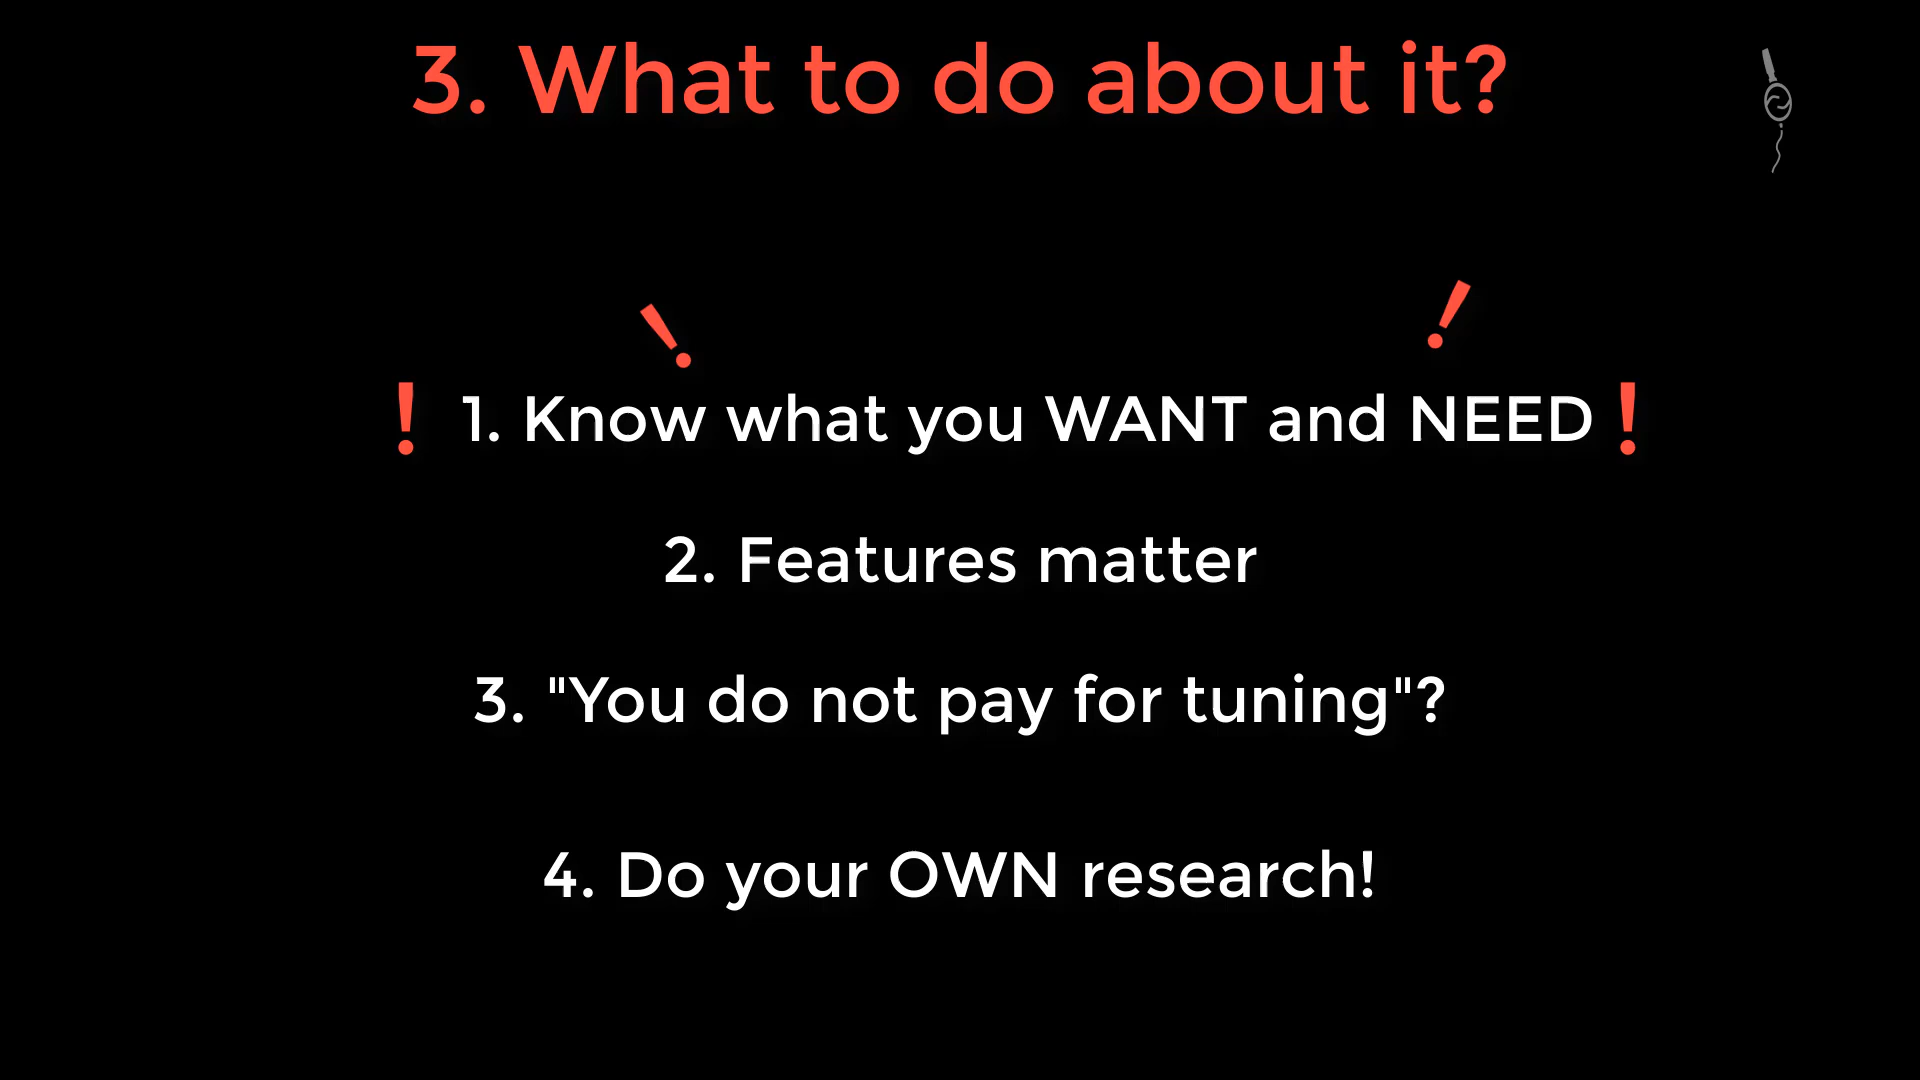 3. What to do about it?
! !
! 1. Know what you WANT and NEED !
2. Features matter
3. "You do not pay for tuning"?
4. Do your OWN research!